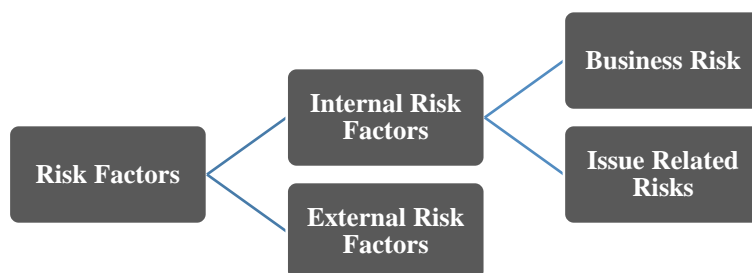 Risk Factors
Internal Risk
Factors
External Risk
Factors
Business Risk
Issue Related
Risks